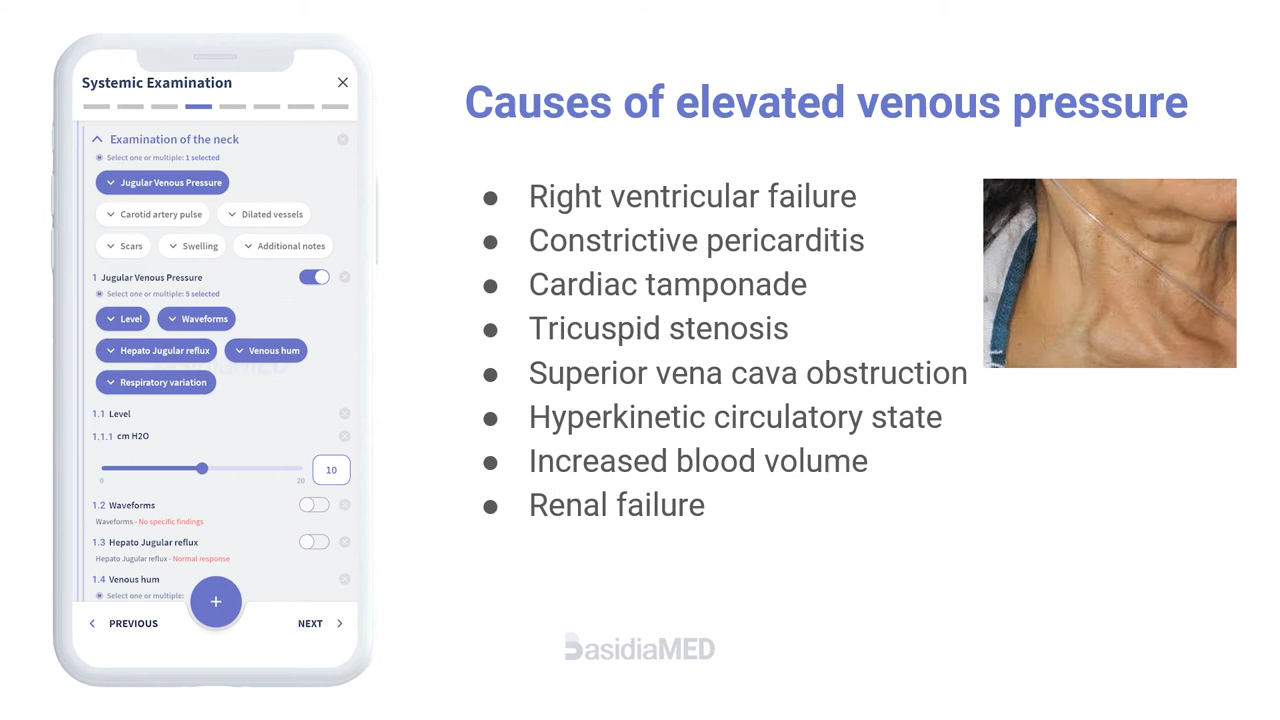 Systemic Examination
Examination of the neck
Select one or multiple: 1 selected
Jugular Venous Pressure
Carotid artery pulse Dilated vessels
Scars Swelling Additional notes
1 Jugular Venous Pressure
Select one or multiple: 5 selected
Level Waveforms
Hepato Jugular reflux Venous hum
Respiratory variation
1.1 Level
1.1.1 cm H2O
10
0 20
1.2 Waveforms
Waveforms - No specific findings
1.3 Hepato Jugular reflux
Hepato Jugular reflux - Normal response
1.4 Venous hum
Select one or multiple:
+
PREVIOUS NEXT
Causes of elevated venous pressure
● Right ventricular failure
● Constrictive pericarditis
● Cardiac tamponade
● Tricuspid stenosis
● Superior vena cava obstruction
● Hyperkinetic circulatory state
● Increased blood volume
● Renal failure
BasidiaMED